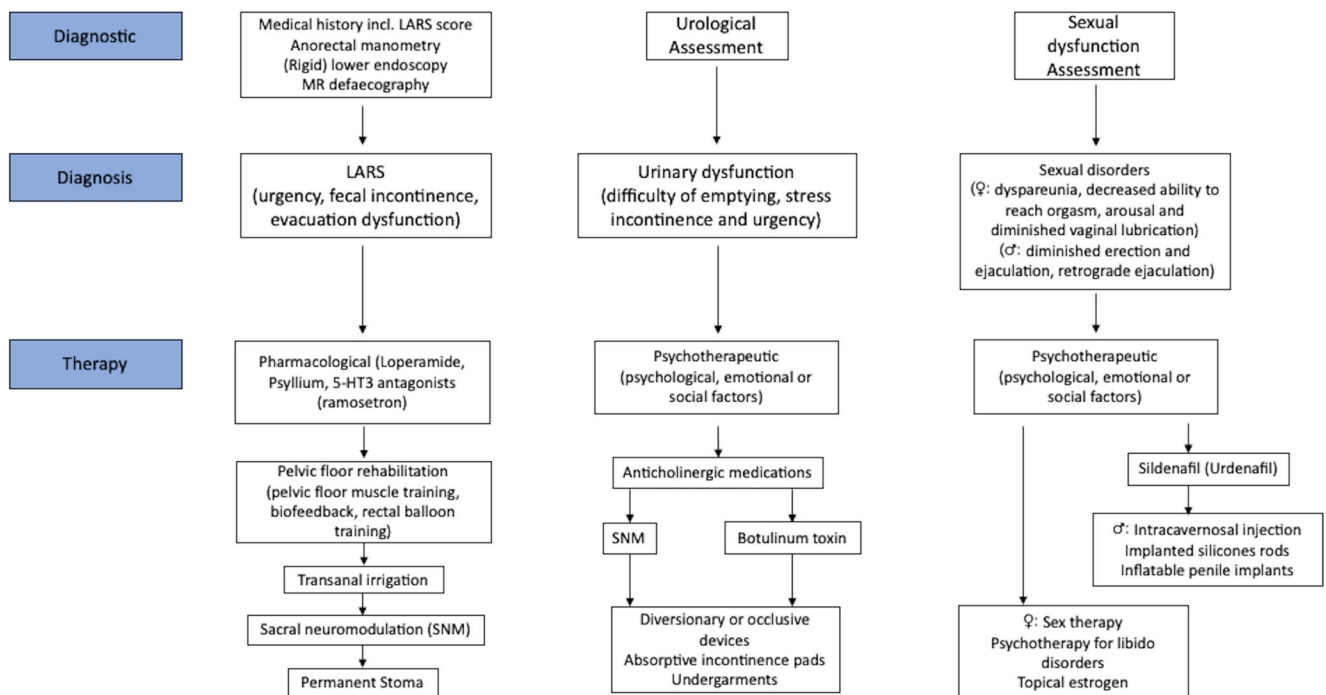 Diagnostic
Medical history incl. LARS score
Anorectal manometry
(Rigid) lower endoscopy
MR defaecography
Urological
Assessment
Sexual
dysfunction
Assessment
Diagnosis
LARS
(urgency, fecal incontinence,
evacuation dysfunction)
Urinary dysfunction
(difficulty of emptying, stress
incontinence and urgency)
Sexual disorders
(♀: dyspareunia, decreased ability to
reach orgasm, arousal and
diminished vaginal lubrication)
(♂: diminished erection and
ejaculation, retrograde ejaculation)
Therapy
Pharmacological (Loperamide,
Psyllium, 5-HT3 antagonists
(ramosetron)
Pelvic floor rehabilitation
(pelvic floor muscle training,
biofeedback, rectal balloon
training)
Transanal irrigation
Sacral neuromodulation (SNM)
Permanent Stoma
Psychotherapeutic
(psychological, emotional or
social factors)
Anticholinergic medications
SNM
Botulinum toxin
Diversionary or occlusive
devices
Absorptive incontinence pads
Undergarments
Psychotherapeutic
(psychological, emotional or
social factors)
Sildenafil (Urdenafil)
♂: Intracavernosal injection
Implanted silicones rods
Inflatable penile implants
♀: Sex therapy
Psychotherapy for libido
disorders
Topical estrogen